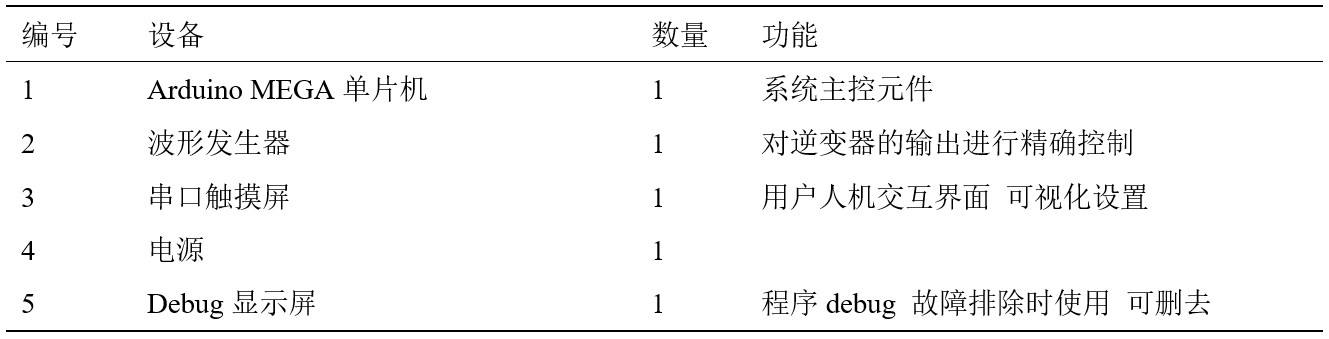 编号 设备 数量 功能
1 Arduino MEGA 单片机 1 系统主控元件
2 波形发生器 1 对逆变器的输出进行精确控制
3 串口触摸屏 1 用户人机交互界面 可视化设置
4 电源 1
5 Debug 显示屏 1 程序 debug 故障排除时使用 可删去